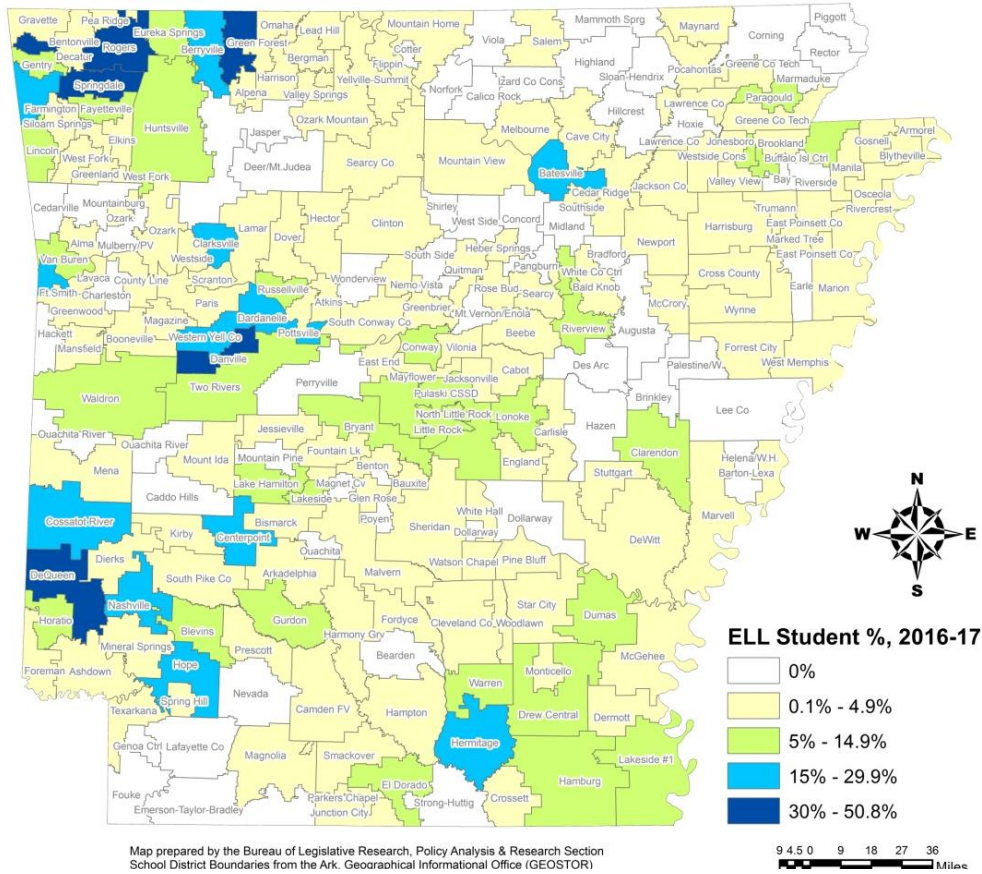 Gravette
Pea Ridge
Eureka Springs
Omaha
Lead Hill
Mountain Home
Mammoth Sprg
Maynard
Corning
Piggott
Bentonville
Rogers
Berryville
Green Forest
Bergman
Cotter
Flippin
Viola
Salem
Highland
Rector
Decatur
Gentry
Harrison
Yellville-Summit
Sloan-Hendrix
Pocahontas
Greene Co Tech
Marmaduke
Springdale
Alpena
Valley Springs
Norfork
Izard Co Cons
Calico Rock
Hillcrest
Lawrence Co
Paragould
Farmington
Fayetteville
Huntsville
Ozark Mountain
Hoxie
Greene Co Tech
Siloam Springs
Elkins
Jasper
Melbourne
Cave City
Lawrence Co
Jonesboro
Brookland
Armorel
Lincoln
West Fork
Deer/Mt.Judea
Searcy Co
Mountain View
Batesville
Westside Cons
Buffalo Isl Ctrl
Gosnell
Blytheville
Greenland
West Fork
Cedar Ridge
Jackson Co
Valley View
Bay
Riverside
Manila
Cedarville
Mountainburg
Ozark
Hector
Clinton
Shirley
West Side
Concord
Southside
Midland
Trumann
Osceola
Rivercrest
Alma
Mulberry/PV
Ozark
Clarksville
Lamar
Dover
South Side
Heber Springs
Bradford
Newport
Harrisburg
East Poinsett Co
Marked Tree
Van Buren
Westside
Quitman
Pangburn
White Co Ctrl
East Poinsett Co
Lavaca
County Line
Scranton
Russellville
Wonderview
Nemo Vista
Rose Bud
Searcy
Bald Knob
Cross County
Earle
Marion
Ft.Smith
Charleston
Paris
Atkins
Greenbrier
Mt.Vernon/Enola
McCrory
Wynne
Greenwood
Magazine
Dardanelle
South Conway Co
Beebe
Riverview
Augusta
Hackett
Booneville
Western Yell Co
Pottsville
Conway
Vilonia
Forrest City
West Memphis
Mansfield
Danville
East End
Cabot
Des Arc
Palestine/W.
Waldron
Two Rivers
Perryville
Mayflower
Jacksonville
Pulaski CSSD
Brinkley
Lee Co
North Little Rock
Lonoke
Hazen
Ouachita River
Ouachita River
Jessieville
Bryant
Little Rock
Carlisle
Clarendon
Mena
Mount Ida
Mountain Pine
Fountain Lk
Benton
England
Stuttgart
Helena/W.H.
Barton-Lexa
Caddo Hills
Lake Hamilton
Magnet Cv
Bauxite
Lakeside
Glen Rose
Marvell
Cossatot River
Kirby
Centerpoint
Bismarck
Poyen
Sheridan
White Hall
Dollarway
Dollarway
DeWitt
Ouachita
DeQueen
Dierks
South Pike Co
Arkadelphia
Malvern
Watson Chapel
Pine Bluff
Nashville
Star City
Dumas
Horatio
Blevins
Gurdon
Fordyce
Cleveland Co
Woodlawn
Mineral Springs
Prescott
Harmony Grv
Bearden
McGehee
Foreman
Ashdown
Hope
Warren
Monticello
Spring Hill
Nevada
Camden FV
Hampton
Drew Central
Dermott
Texarkana
Genoa Ctrl
Lafayette Co
Magnolia
Smackover
Hermitage
Lakeside #1
Fouke
El Dorado
Hamburg
Emerson-Taylor-Bradley
Parkers Chapel
Junction City
Strong-Huttig
Crossett
N
W
E
S
ELL Student %, 2016-17
0%
0.1% - 4.9%
5% - 14.9%
15% - 29.9%
30% - 50.8%
Map prepared by the Bureau of Legislative Research, Policy Analysis & Research Section
School District Boundaries from the Ark. Geographical Informational Office (GEOSTOR)
9 4.5 0 9 18 27 36
Miles